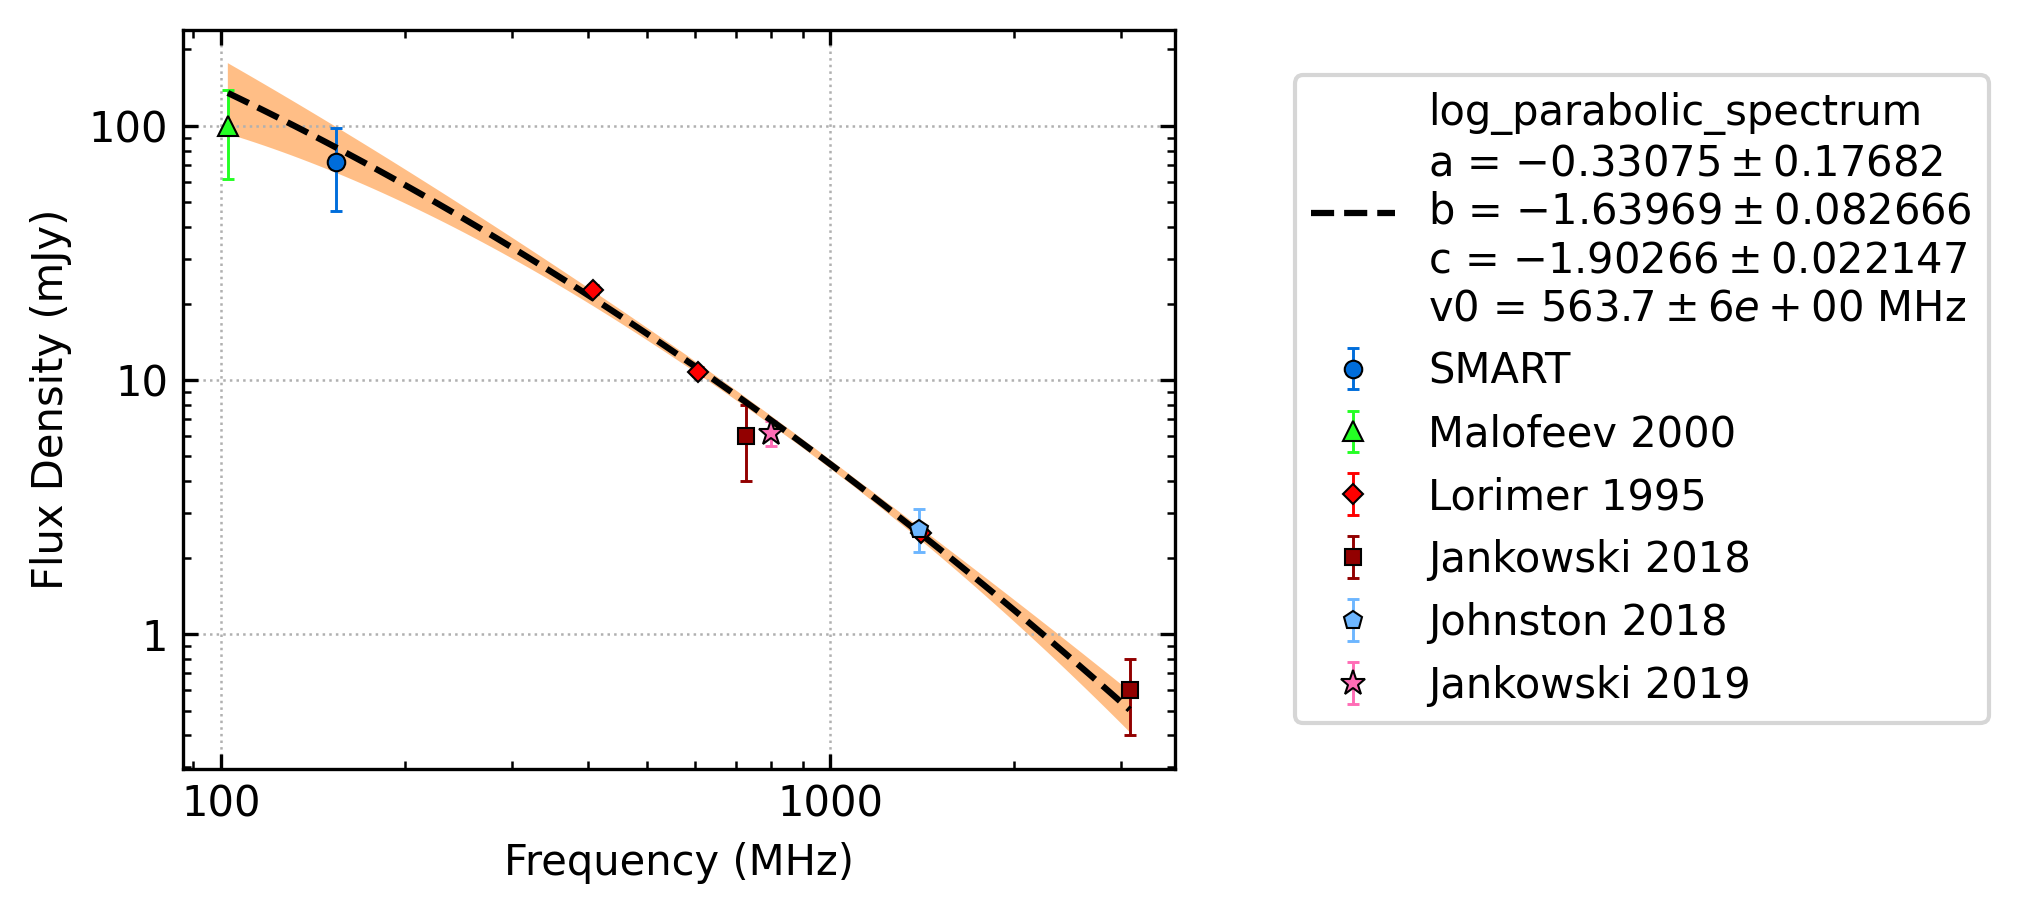 100
10
1
Flux Density (mJy)
100
1000
Frequency (MHz)
log_parabolic_spectrum
a = −0.33075 ± 0.17682
b = −1.63969 ± 0.082666
c = −1.90266 ± 0.022147
v0 = 563.7 ± 6e + 00 MHz
SMART
Malofeev 2000
Lorimer 1995
Jankowski 2018
Johnston 2018
Jankowski 2019